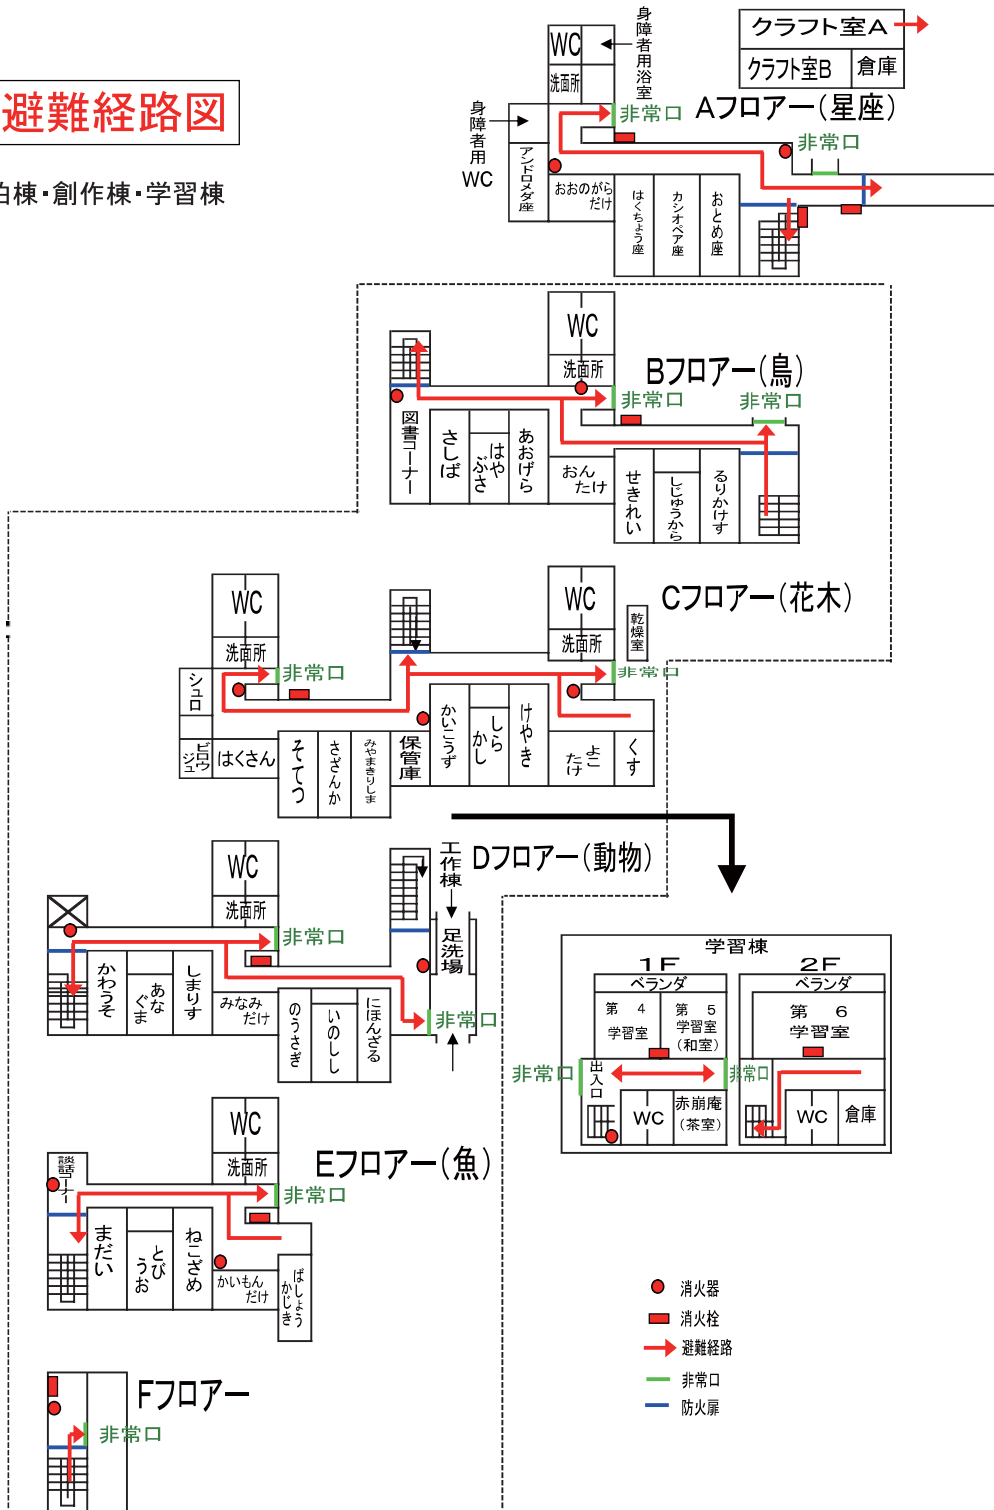 避難経路図
棟･創作棟･学習棟
身障者用浴室
WC
洗面所
身障者用WC
非常口
アンドロメダ座
おおのがらだけ
はくちょう座
カシオペア座
おとめ座
クラフト室A
クラフト室B
倉庫
Aフロアー(星座)
非常口
WC
洗面所
Bフロアー(鳥)
非常口
非常口
図書コーナー
さしば
はやぶさ
あおげら
おんたけ
せきれい
しじゅうから
るりかけす
WC
洗面所
非常口
シュロ
ビロウジュ
はくさん
そてつ
さざんか
みやまきりしま
保管庫
かいこうず
しらかし
けやき
WC
洗面所
乾燥室
Cフロアー(花木)
非常口
よこたけ
くす
WC
洗面所
非常口
かわうそ
あなぐま
しまりす
みなみだけ
のうさぎ
いのしし
にほんざる
工作棟
Dフロアー(動物)
足洗場
非常口
WC
洗面所
Eフロアー(魚)
談話コーナー
非常口
まだい
とびうお
ねこざめ
かいもんだけ
ばしょうかじき
Fフロアー
非常口
学習棟
1F
ベランダ
第 4
学習室
第 5
学習室
(和室)
非常口
出入口
WC
赤崩庵
(茶室)
2F
ベランダ
第 6
学習室
非常口
WC
倉庫
消火器
消火栓
避難経路
非常口
防火扉